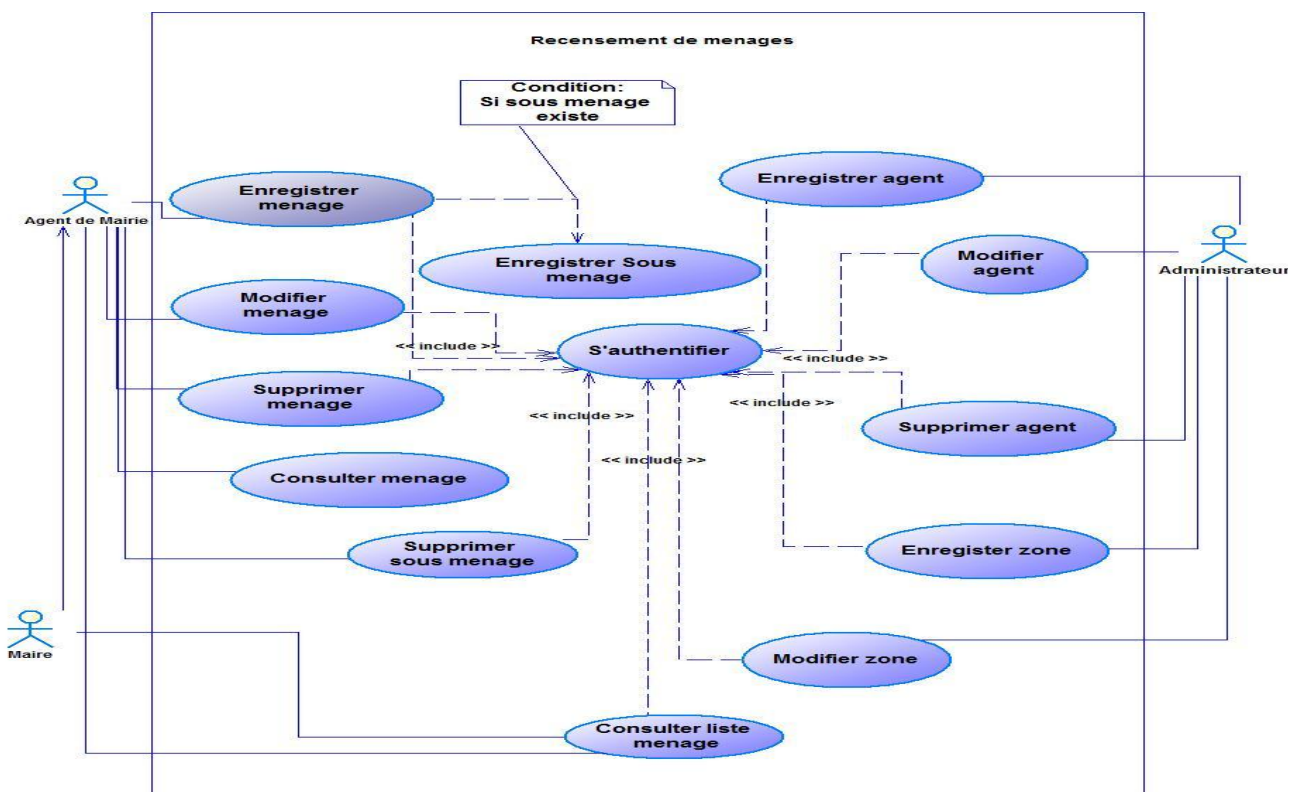 Recensement de menages
Condition:
Si sous menage
existe
Enregistrer
menage
Enregistrer agent
Agent de Mairie
Enregistrer Sous
menage
Modifier
agent
Administrateur
Modifier
menage
S'authentifier
<< include >>
<< include >>
Supprimer
menage
<< include >>
<< include >>
Supprimer agent
<< include >>
Consulter menage
Supprimer
sous menage
Enregister zone
Maire
Modifier zone
Consulter liste
menage